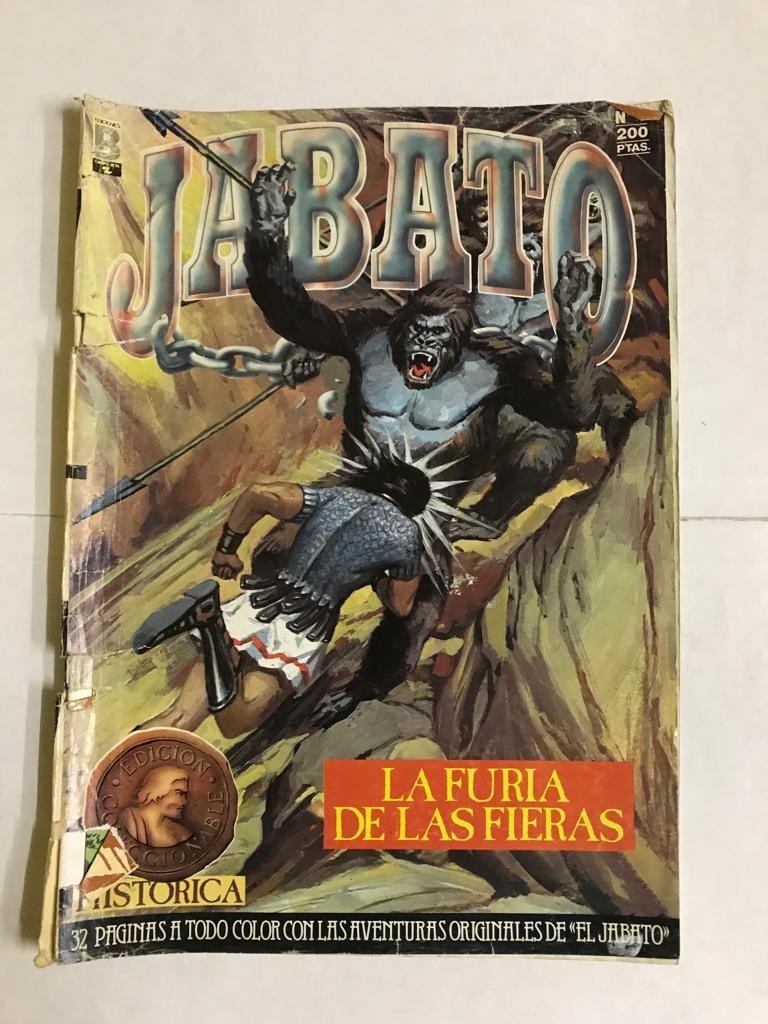 B
JABATO
N
200
PTAS.
LA FURIA
DE LAS FIERAS
EDICION
CCIONABLE
HISTORICA
32 PAGINAS A TODO COLOR CON LAS AVENTURAS ORIGINALES DE «EL JABATO»